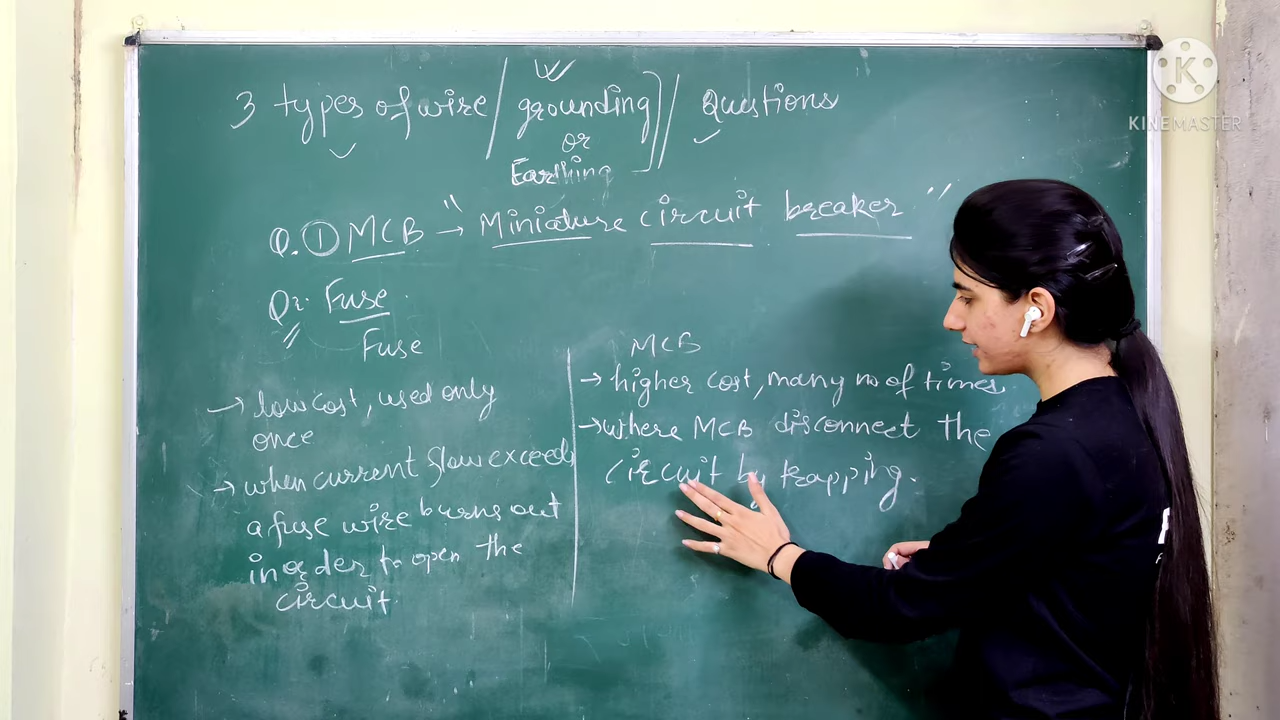 3 types of wire / grounding // Questions
or
Earthing
Q.① MCB → "Miniature circuit breaker"
Q2. Fuse.
Fuse
→ low cost, used only
once
→ when current flow exceeds
a fuse wire burns out
in order to open the
circuit.
MCB
→ higher cost, many no of times.
→ where MCB disconnect the
circuit by trapping.
K
KINEMASTER